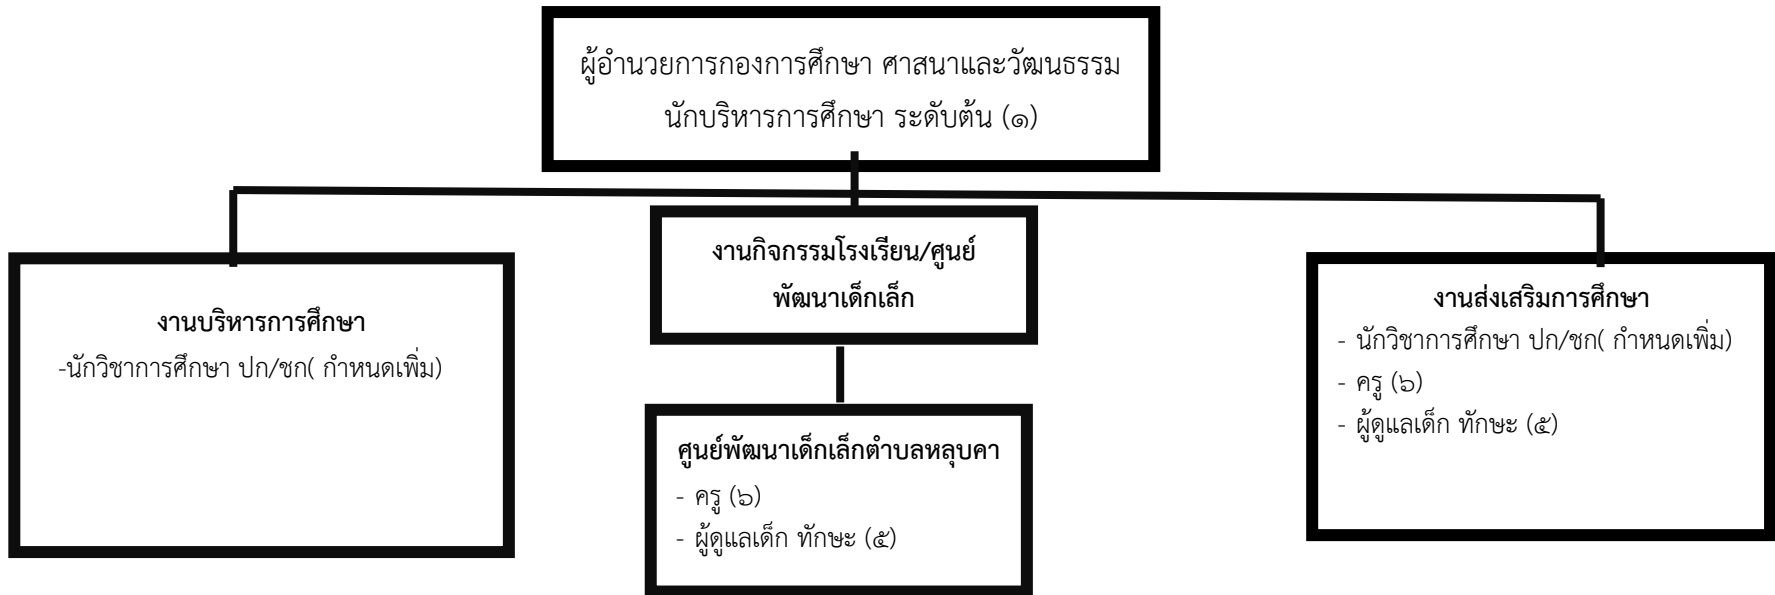 ผู้อำนวยการกองการศึกษา ศาสนาและวัฒนธรรม
นักบริหารการศึกษา ระดับต้น (๑)
งานบริหารการศึกษา
-นักวิชาการศึกษา ปก/ชก( กำหนดเพิ่ม)
งานกิจกรรมโรงเรียน/ศูนย์
พัฒนาเด็กเล็ก
ศูนย์พัฒนาเด็กเล็กตำบลหลุบคา
- ครู (๖)
- ผู้ดูแลเด็ก ทักษะ (๕)
งานส่งเสริมการศึกษา
- นักวิชาการศึกษา ปก/ชก( กำหนดเพิ่ม)
- ครู (๖)
- ผู้ดูแลเด็ก ทักษะ (๕)